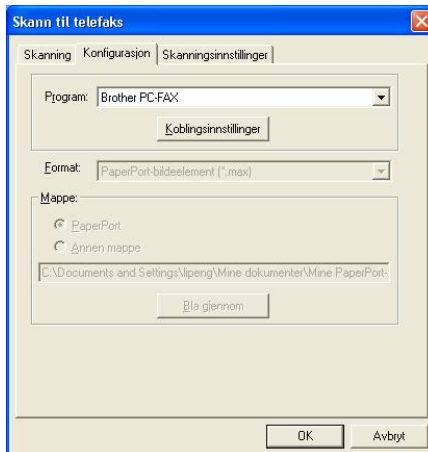 Skann til telefaks
Skanning Konfigurasjon Skanningsinnstillinger
Program: Brother PC-FAX
Koblingsinnstillinger
Format: PaperPort-bildeelement (*.max)
Mappe:
PaperPort
Annen mappe
C:\Documents and Settings\lipeng\Mine dokumenter\Mine PaperPort-
Bla gjennom
OK Avbryt